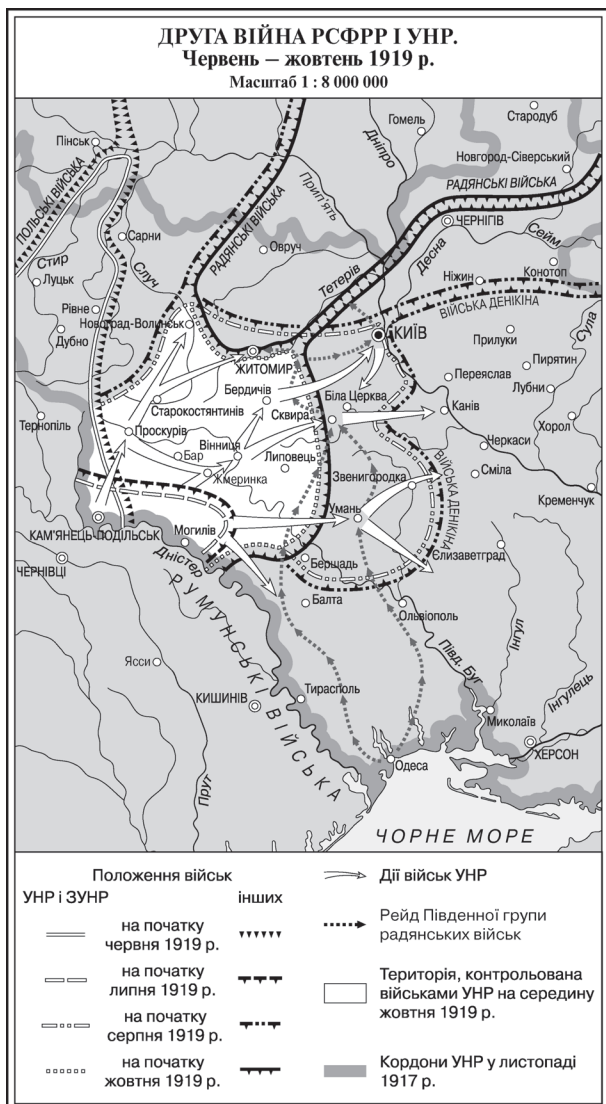 ДРУГА ВІЙНА РСФРР І УНР.
Червень – жовтень 1919 р.
Масштаб 1 : 8 000 000
Стародуб
Гомель
Дніпро
Пінськ
Новгород-Сіверський
ПОЛЬСЬКІ ВІЙСЬКА
РАДЯНСЬКІ ВІЙСЬКА
РАДЯНСЬКІ ВІЙСЬКА
Прип'ять
ЧЕРНІГІВ
Сарни
Овруч
Десна
Сейм
Стир
Случ
Тетерів
Конотоп
Луцьк
Ніжин
ВІЙСЬКА ДЕНІКІНА
Рівне
Новоград-Волинськ
КИЇВ
Сула
Дубно
Прилуки
ЖИТОМИР
Пирятин
Бердичів
Переяслав
Лубни
Старокостянтинів
Біла Церква
Сквира
Канів
Тернопіль
Проскурів
Хорол
Вінниця
Черкаси
Бар
Липовець
ВІЙСЬКА ДЕНІКІНА
Жмеринка
Звенигородка
Сміла
Кременчук
Умань
КАМ'ЯНЕЦЬ-ПОДІЛЬСЬК
Могилів
Дністер
Єлизаветград
ЧЕРНІВЦІ
Бершадь
Балта
Ольвіополь
РУМУНСЬКІ ВІЙСЬКА
Півд. Буг
Інгул
Ясси
Інгулець
Тирасполь
КИШИНІВ
Миколаїв
ХЕРСОН
Прут
Одеса
ЧОРНЕ МОРЕ
Положення військ
УНР і ЗУНР
інших
на початку
червня 1919 р.
на початку
липня 1919 р.
на початку
серпня 1919 р.
на початку
жовтня 1919 р.
Дії військ УНР
Рейд Південної групи
радянських військ
Територія, контрольована
військами УНР на середину
жовтня 1919 р.
Кордони УНР у листопаді
1917 р.